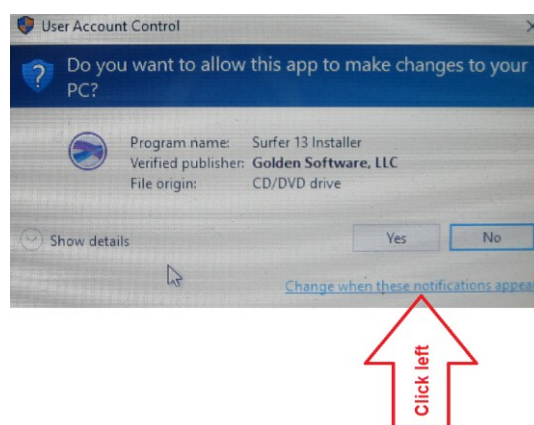 User Account Control
Do you want to allow this app to make changes to your
PC?
Program name: Surfer 13 Installer
Verified publisher: Golden Software, LLC
File origin: CD/DVD drive
Show details
Yes
No
Change when these notifications appear
Click left